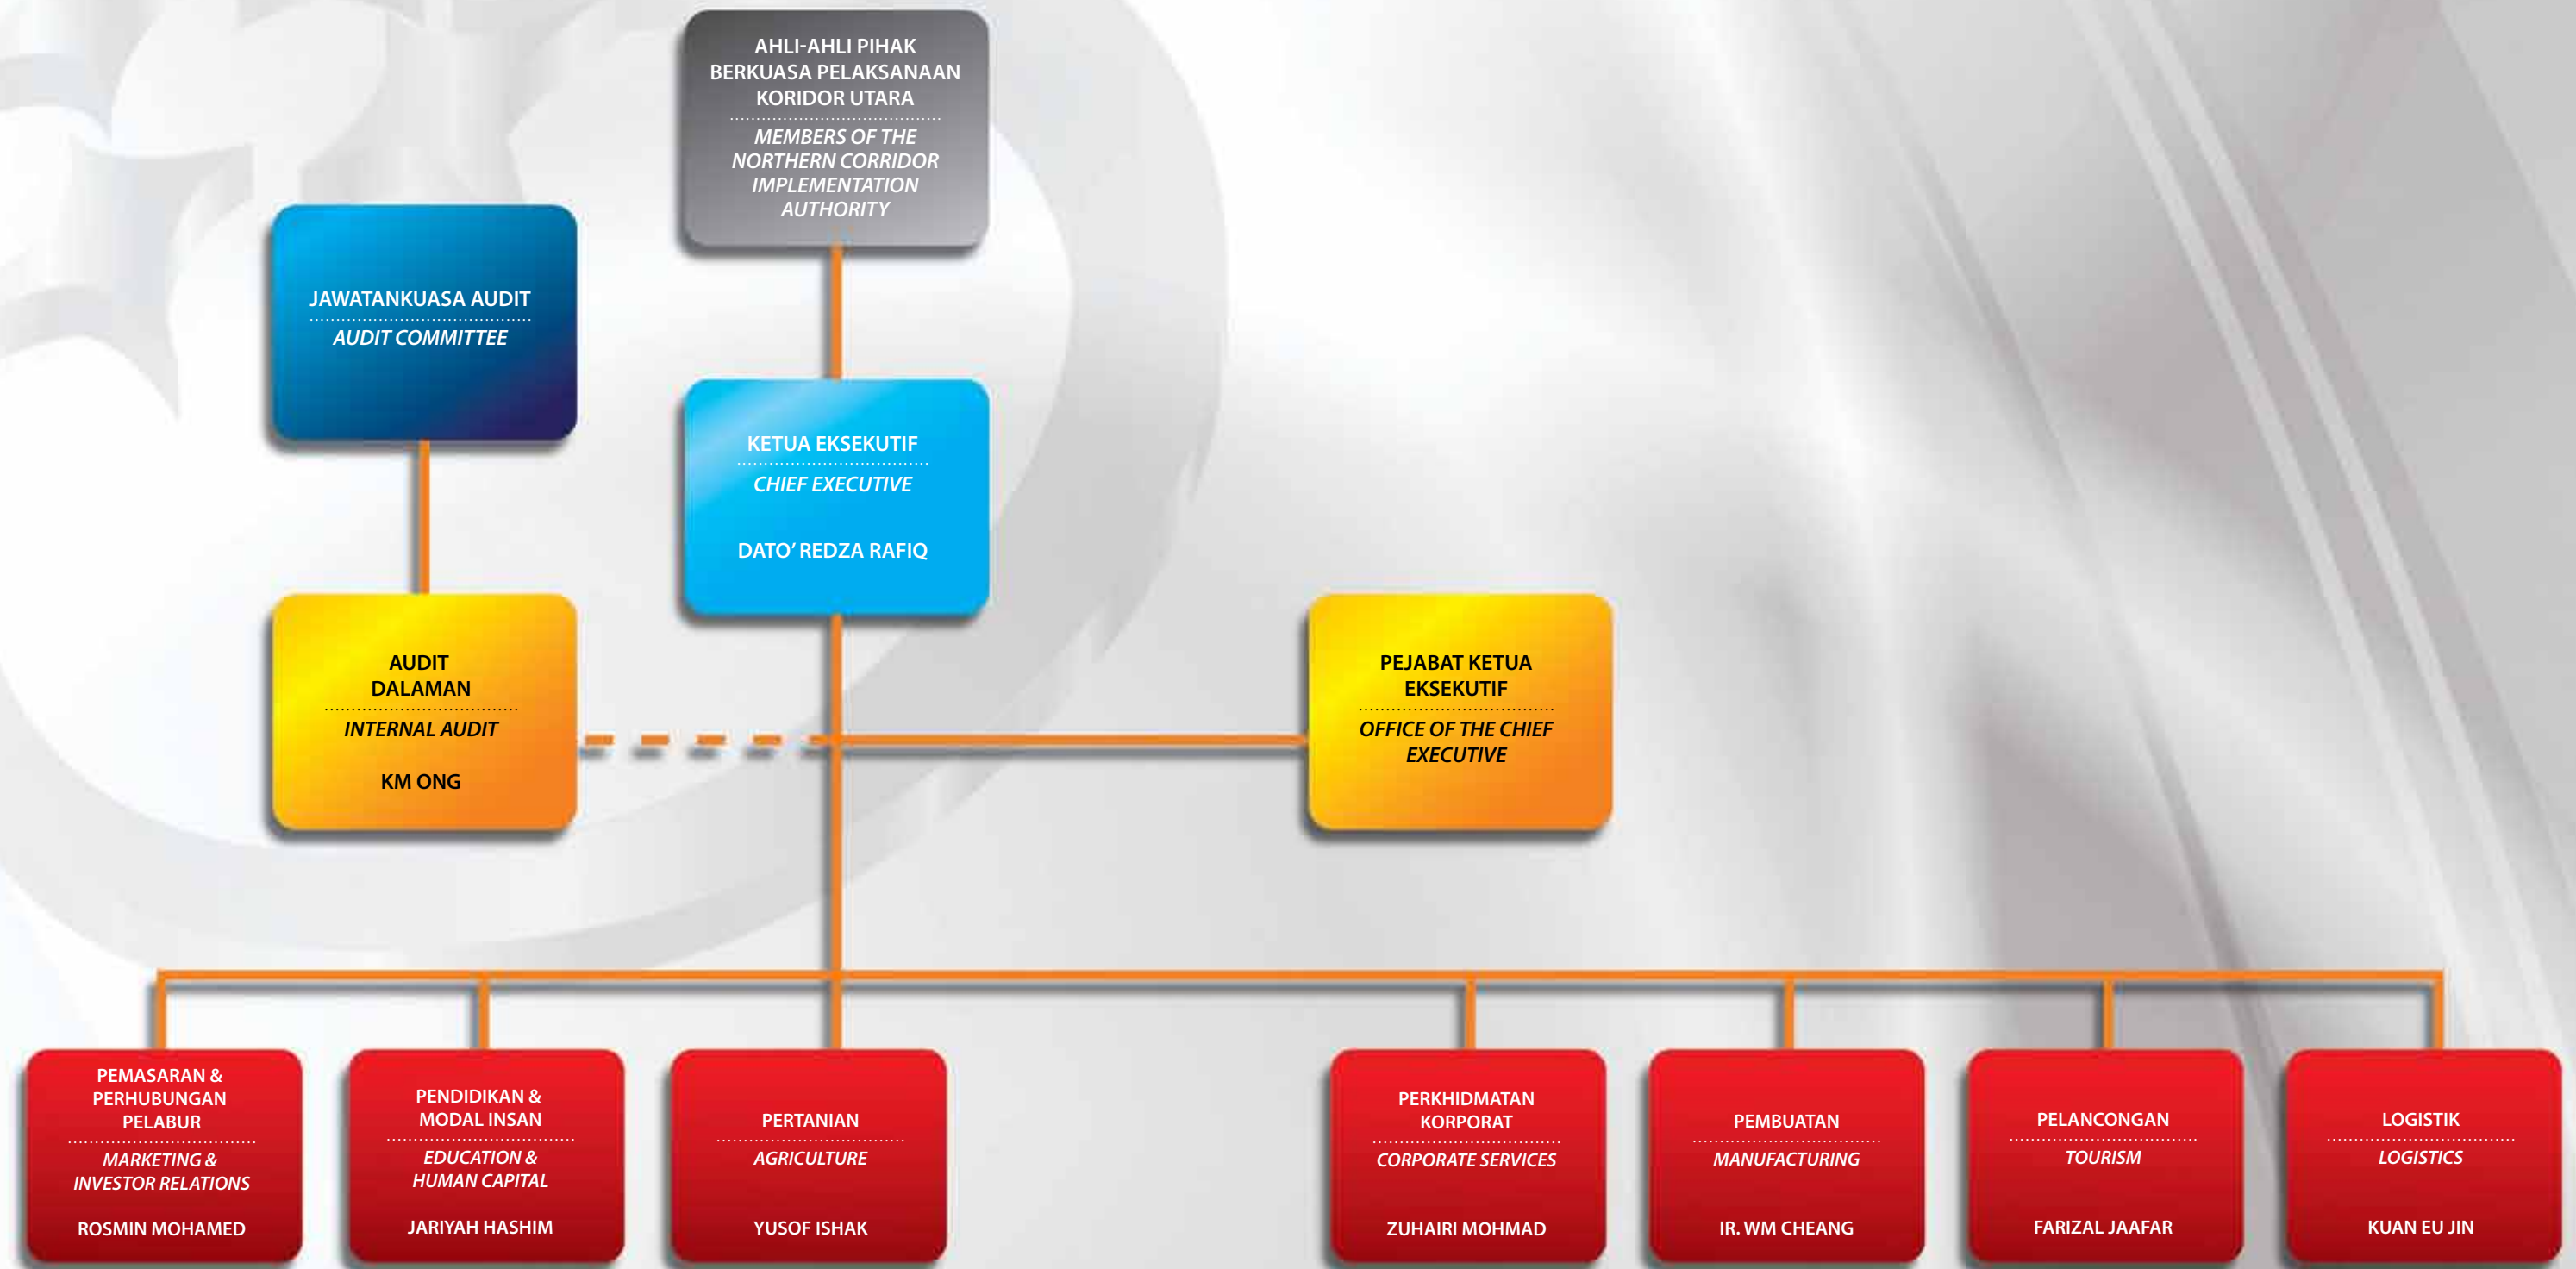 AHLI-AHLI PIHAK
BERKUASA PELAKSANAAN
KORIDOR UTARA
MEMBERS OF THE
NORTHERN CORRIDOR
IMPLEMENTATION
AUTHORITY
JAWATANKUASA AUDIT
AUDIT COMMITTEE
KETUA EKSEKUTIF
CHIEF EXECUTIVE
DATO’ REDZA RAFIQ
AUDIT
DALAMAN
INTERNAL AUDIT
KM ONG
PEJABAT KETUA
EKSEKUTIF
OFFICE OF THE CHIEF
EXECUTIVE
PEMASARAN &
PERHUBUNGAN
PELABUR
MARKETING &
INVESTOR RELATIONS
ROSMIN MOHAMED
PENDIDIKAN &
MODAL INSAN
EDUCATION &
HUMAN CAPITAL
JARIYAH HASHIM
PERTANIAN
AGRICULTURE
YUSOF ISHAK
PERKHIDMATAN
KORPORAT
CORPORATE SERVICES
ZUHAIRI MOHMAD
PEMBUATAN
MANUFACTURING
IR. WM CHEANG
PELANCONGAN
TOURISM
FARIZAL JAAFAR
LOGISTIK
LOGISTICS
KUAN EU JIN